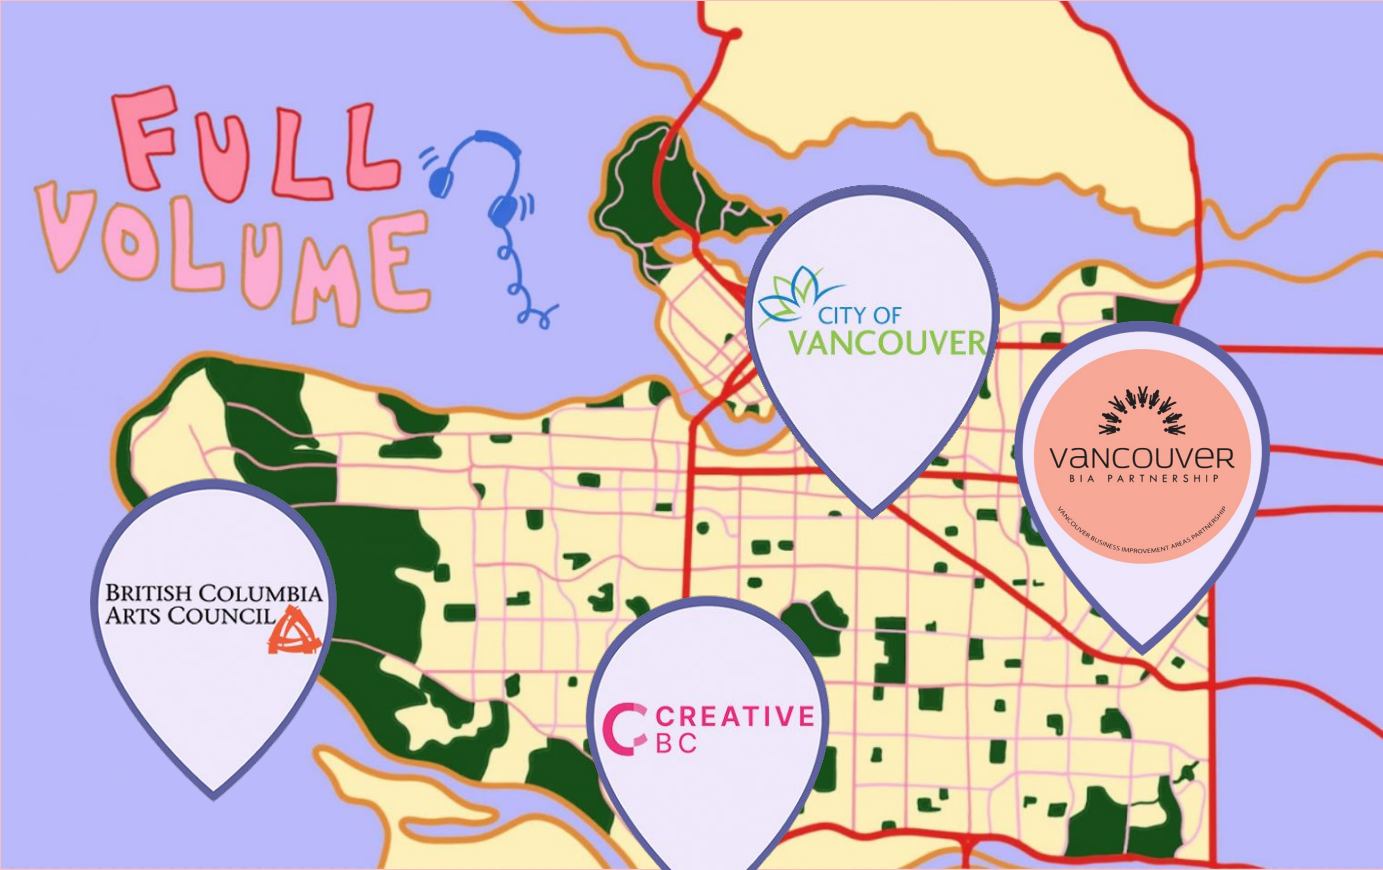 FULL
VOLUME
CITY OF
VANCOUVER
VANCOUVER
BIA PARTNERSHIP
VANCOUVER BUSINESS IMPROVEMENT AREAS PARTNERSHIP
BRITISH COLUMBIA
ARTS COUNCIL
CREATIVE
BC